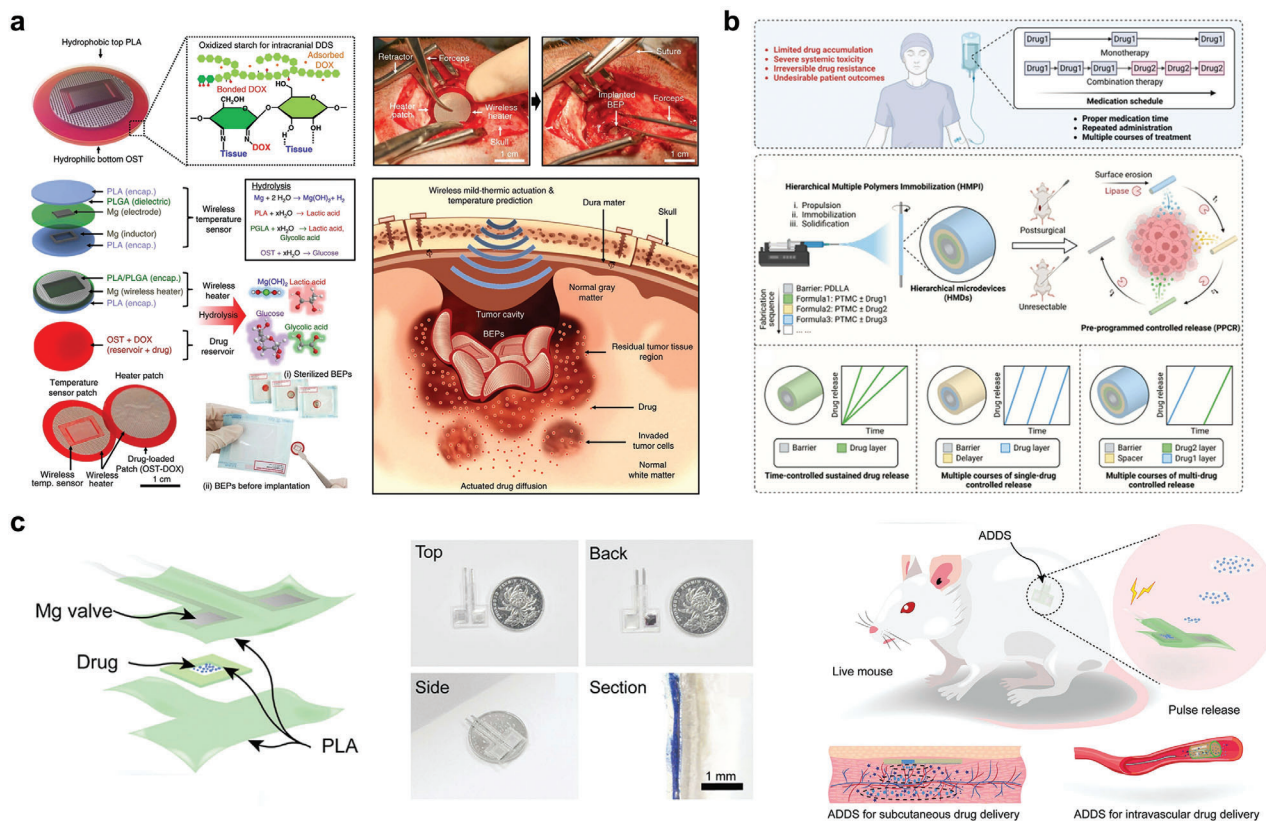 a
Hydrophobic top PLA
Hydrophilic bottom OST
Oxidized starch for intracranial DDS
Adsorbed
DOX
Bonded DOX
CH₂OH
O
H
H
O
O
N
N
H
O
O
H
Tissue
DOX
Tissue
Retractor
Forceps
Heater
patch
Wireless
heater
Skull
1 cm
Suture
Implanted
BEP
Forceps
1 cm
PLA (encap.)
PLGA (dielectric)
Mg (electrode)
Mg (inductor)
PLA (encap.)
Wireless
temperature
sensor
Hydrolysis
Mg + 2 H₂O → Mg(OH)₂+ H₂
PLA + xH₂O → Lactic acid
PGLA + xH₂O → Lactic acid,
Glycolic acid
OST + xH₂O → Glucose
PLA/PLGA (encap.)
Mg (wireless heater)
PLA (encap.)
Wireless
heater
Hydrolysis
Drug
reservoir
Mg(OH)₂
Lactic acid
Glucose
Glycolic acid
OST + DOX
(reservoir + drug)
Temperature
sensor patch
Heater patch
Wireless
temp. sensor
Wireless
heater
Drug-loaded
Patch (OST-DOX)
1 cm
(i) Sterilized BEPs
(ii) BEPs before implantation
Wireless mild-thermic actuation &
temperature prediction
Dura mater
Skull
Normal gray
matter
Tumor cavity
BEPs
Residual tumor tissue
region
Drug
Invaded
tumor cells
Normal
white matter
Actuated drug diffusion
b
• Limited drug accumulation
• Severe systemic toxicity
• Irreversible drug resistance
• Undesirable patient outcomes
Drug1
Drug1
Drug1
Monotherapy
Drug1
Drug1
Drug1
Drug2
Drug2
Drug2
Combination therapy
Medication schedule
• Proper medication time
• Repeated administration
• Multiple courses of treatment
Hierarchical Multiple Polymers Immobilization (HMPI)
i. Propulsion
ii. Immobilization
iii. Solidification
Fabrication
sequence
Barrier: PDLLA
Formula1: PTMC ± Drug1
Formula2: PTMC ± Drug2
Formula3: PTMC ± Drug3
... ...
Hierarchical microdevices
(HMDs)
Postsurgical
Unresectable
Surface erosion
Lipase
Pre-programmed controlled release (PPCR)
Drug release
Time
Barrier
Drug layer
Time-controlled sustained drug release
Drug release
Time
Barrier
Drug layer
Delayer
Multiple courses of single-drug
controlled release
Drug release
Time
Barrier
Drug2 layer
Spacer
Drug1 layer
Multiple courses of multi-drug
controlled release
c
Mg valve
Drug
PLA
Top
Back
Side
Section
1 mm
ADDS
Live mouse
Pulse release
ADDS for subcutaneous drug delivery
ADDS for intravascular drug delivery